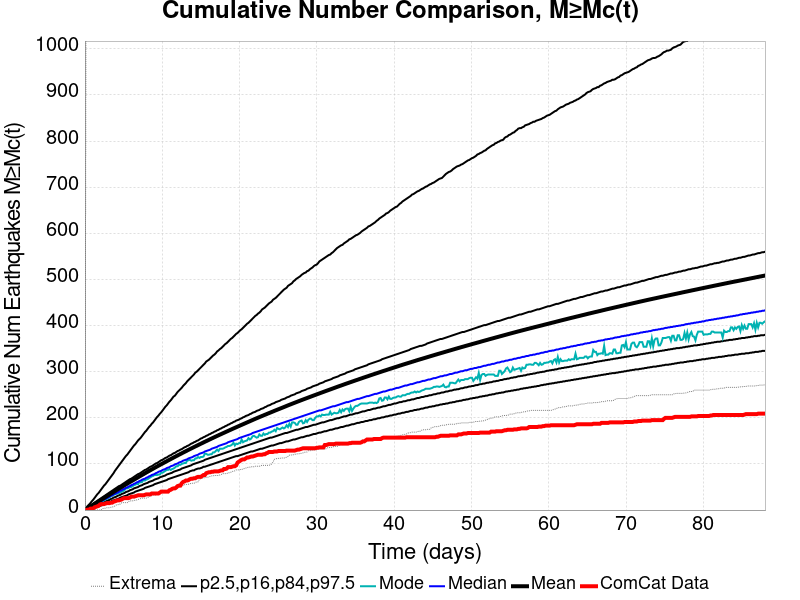 Cumulative Number Comparison, M≥Mc(t)
Cumulative Num Earthquakes M≥Mc(t)
1000
900
800
700
600
500
400
300
200
100
0
0 10 20 30 40 50 60 70 80
Time (days)
Extrema p2.5,p16,p84,p97.5 Mode Median Mean ComCat Data